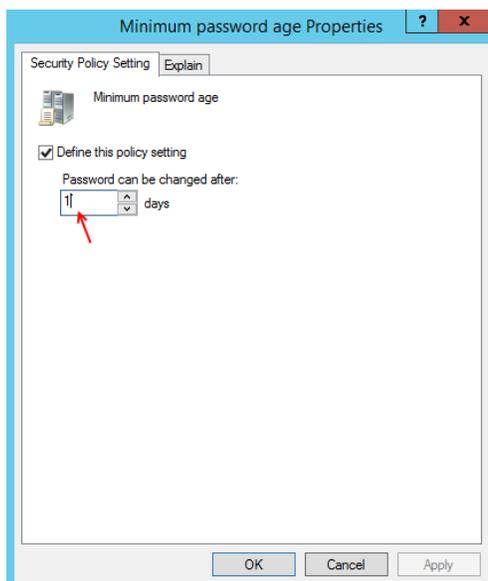 Minimum password age Properties
? x
Security Policy Setting Explain
Minimum password age
Define this policy setting
Password can be changed after:
1 days
OK Cancel Apply